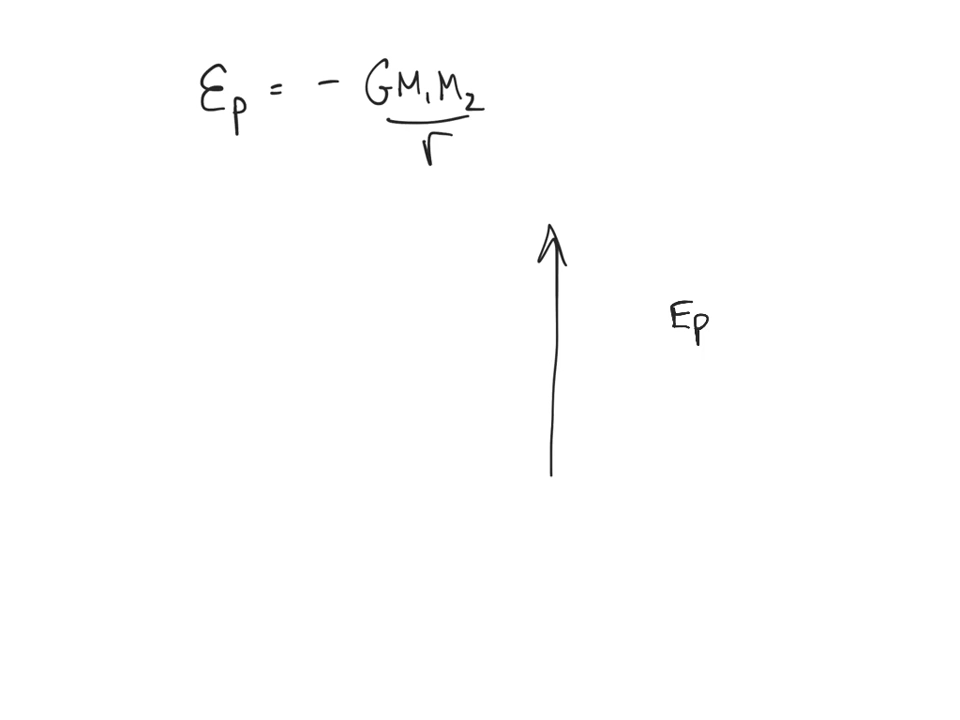 Ep = - GM₁M₂
r
Ep